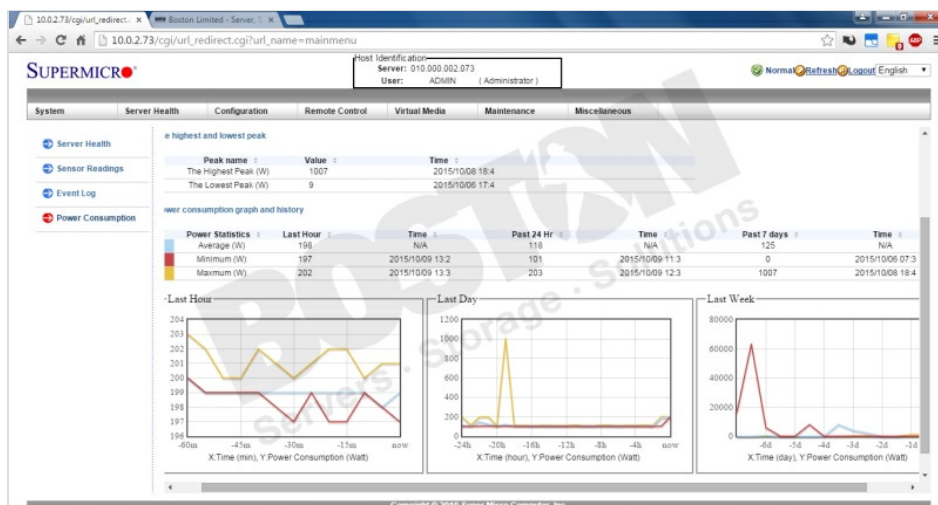 10.0.2.73/cgi/url_redirect. Boston Limited - Server, S
10.0.2.73/cgi/url_redirect.cgi?url_name=mainmenu
SUPERMICR
Host Identification
Server: 010.000.002.073
User: ADMIN ( Administrator )
Normal Refresh Logout English
System Server Health Configuration Remote Control Virtual Media Maintenance Miscellaneous
Server Health
Sensor Readings
Event Log
Power Consumption
e highest and lowest peak
Peak name Value Time
The Highest Peak (W) 1007 2015/10/08 18:4
The Lowest Peak (W) 9 2015/10/06 17:4
ower consumption graph and history
Power Statistics Last Hour Time Past 24 Hr Time Past 7 days Time
Average (W) 198 N/A 118 N/A 125 N/A
Minimum (W) 197 2015/10/09 13:2 101 2015/10/09 11:3 0 2015/10/06 07:3
Maxmum (W) 202 2015/10/09 13:3 203 2015/10/09 12:3 1007 2015/10/08 18:4
Last Hour
204
203
202
201
200
199
198
197
196
-60m -45m -30m -15m now
X:Time (min), Y:Power Consumption (Watt)
Last Day
1200
1000
800
600
400
200
0
-24h -20h -16h -12h -8h -4h now
X:Time (hour), Y:Power Consumption (Watt)
Last Week
80000
60000
40000
20000
0
-6d -5d -4d -3d -2d -1d
X:Time (day), Y:Power Consumption (Watt)
BOSTON
Servers · Storage · Solutions